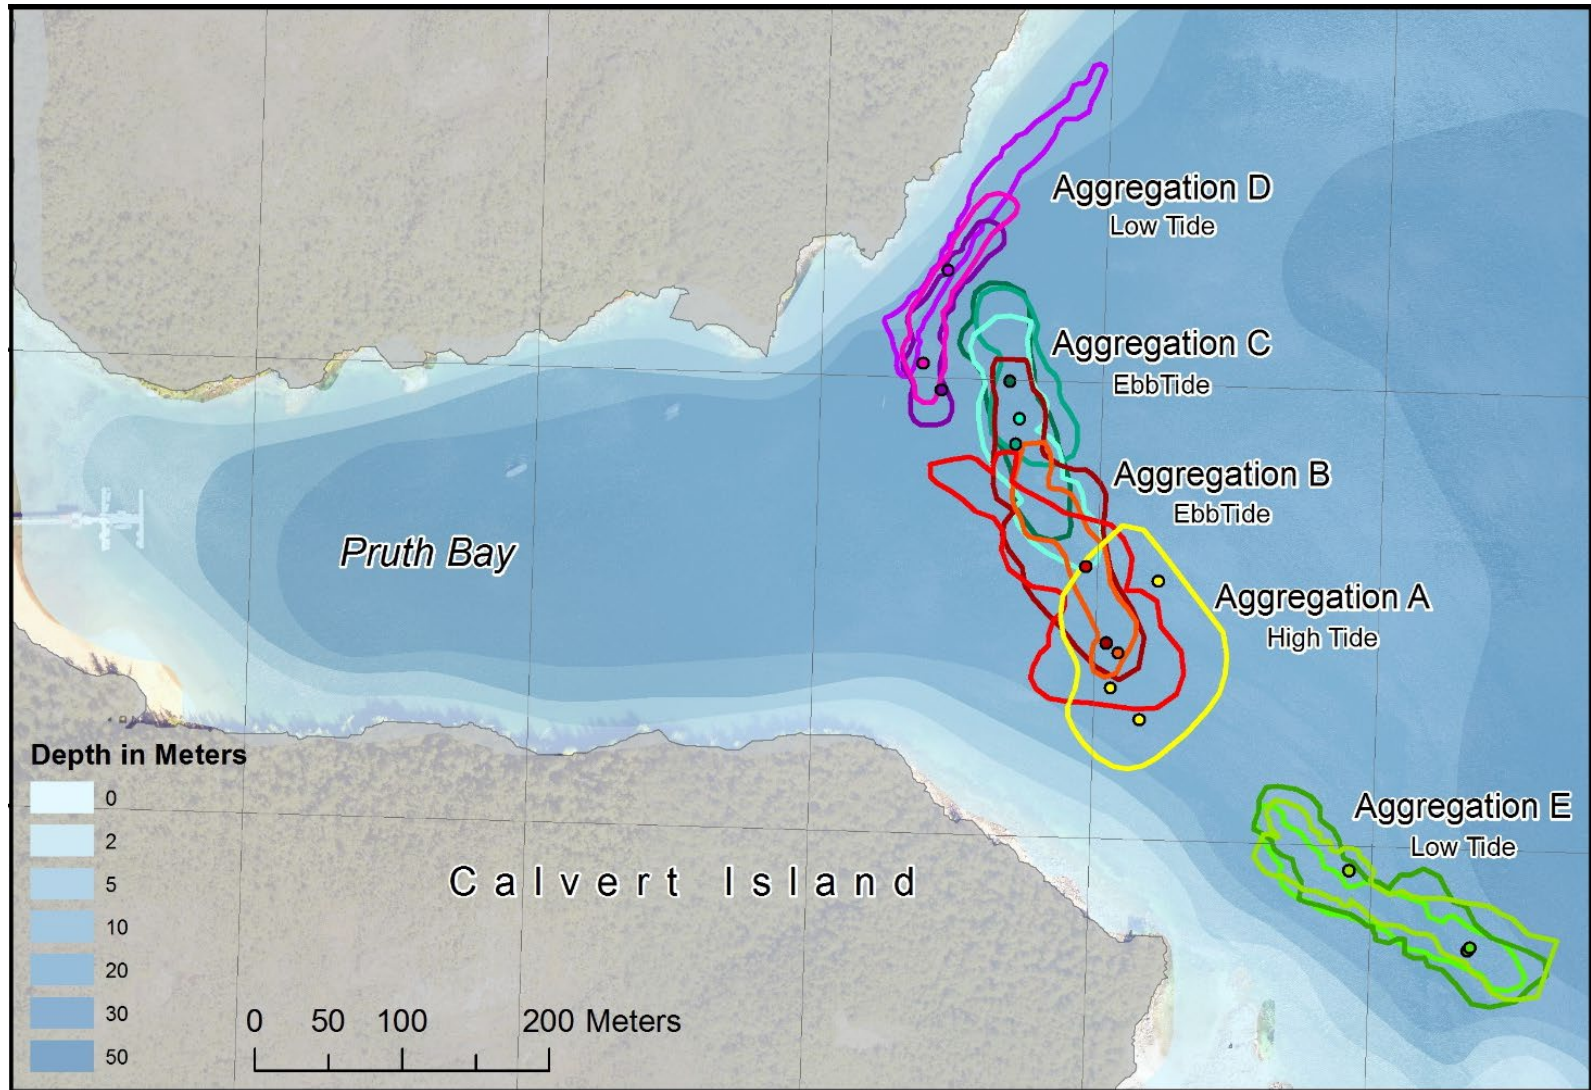 Aggregation D
Low Tide
Aggregation C
EbbTide
Aggregation B
EbbTide
Pruth Bay
Aggregation A
High Tide
Depth in Meters
0
2
5
10
20
30
50
Aggregation E
Low Tide
Calvert Island
0 50 100 200 Meters